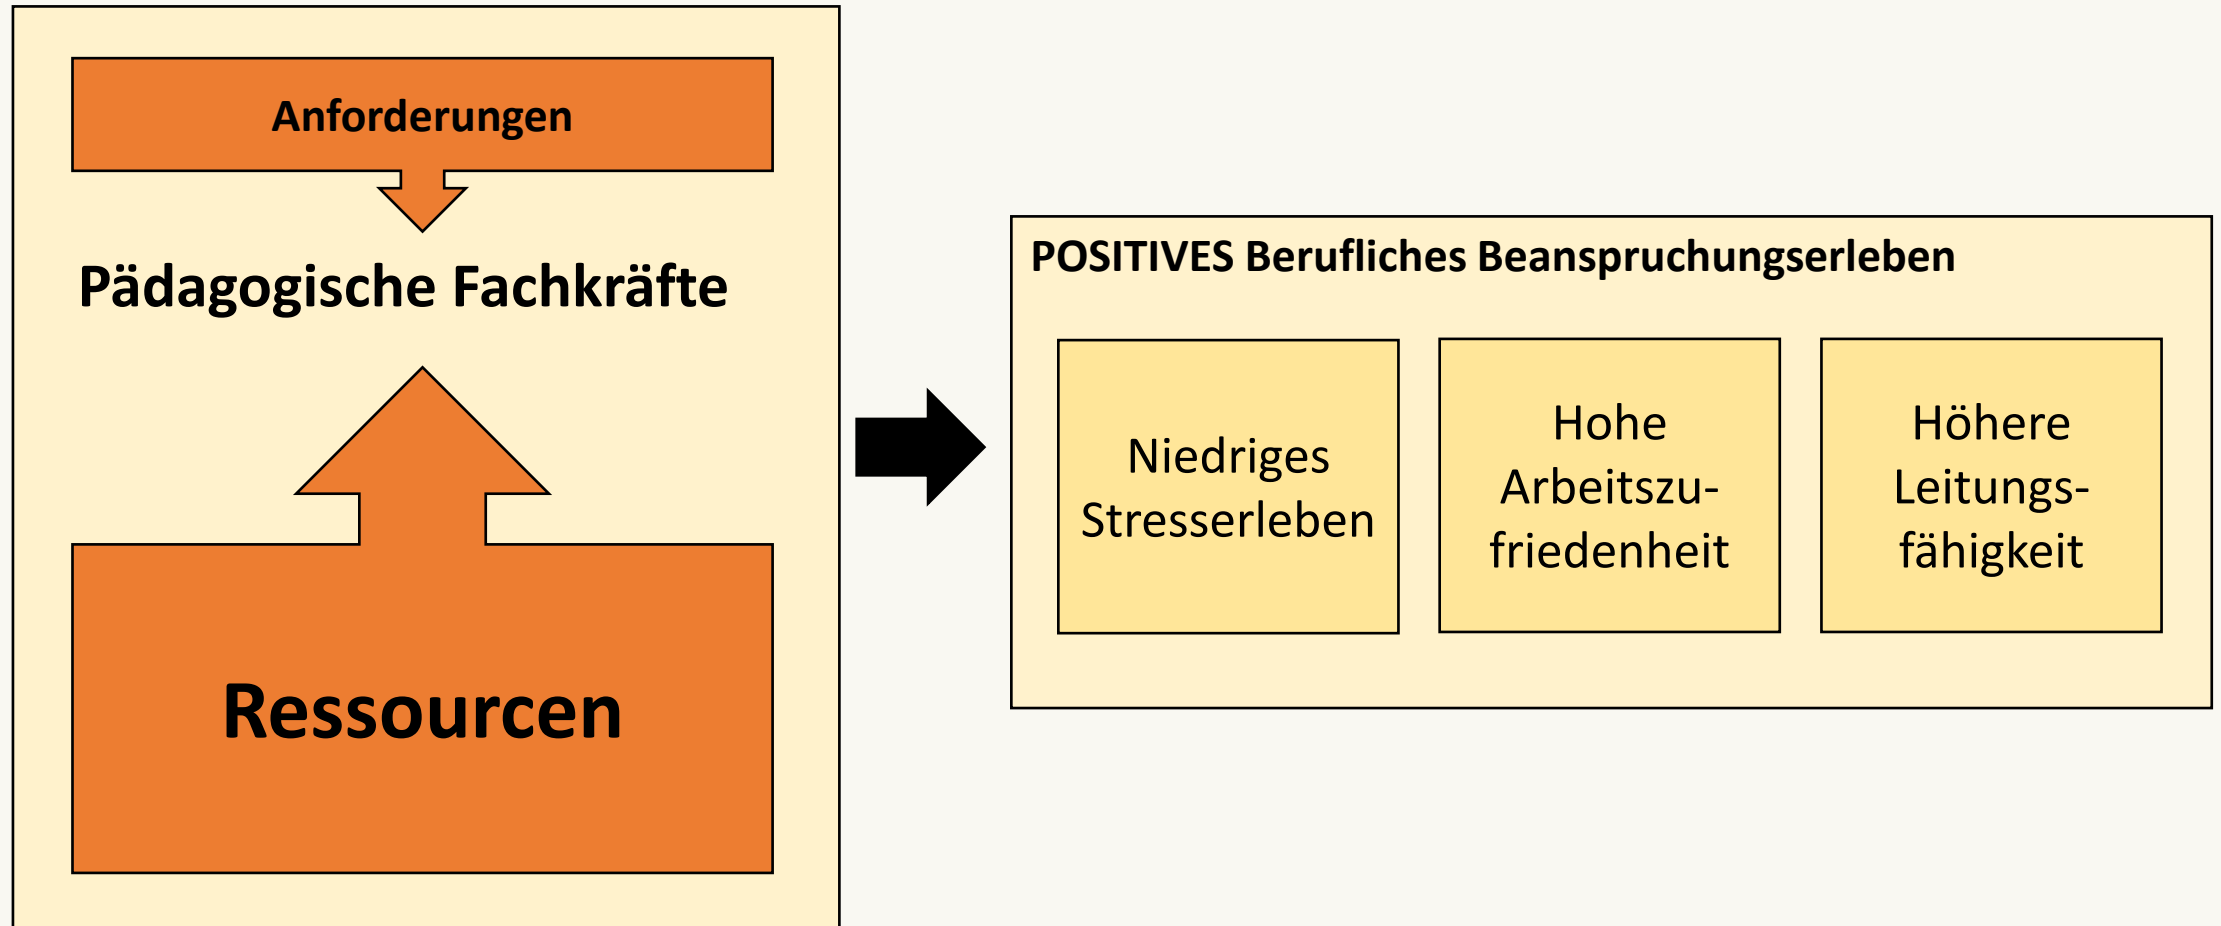 Anforderungen
Pädagogische Fachkräfte
Ressourcen
POSITIVES Berufliches Beanspruchungserleben
Niedriges
Stresserleben
Hohe
Arbeitszu-
friedenheit
Höhere
Leitungs-
fähigkeit